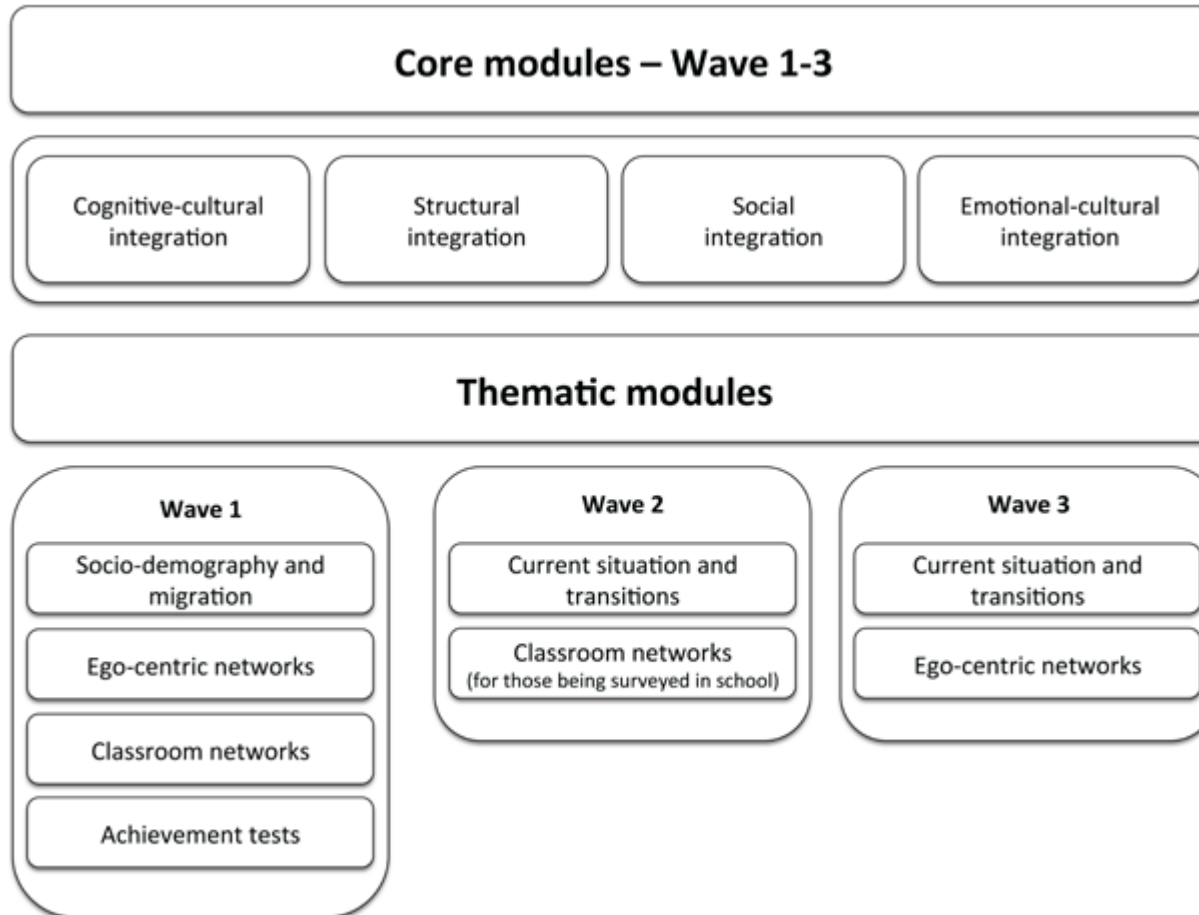 Core modules – Wave 1-3
Cognitive-cultural
integration
Structural
integration
Social
integration
Emotional-cultural
integration
Thematic modules
Wave 1
Socio-demography and
migration
Ego-centric networks
Classroom networks
Achievement tests
Wave 2
Current situation and
transitions
Classroom networks
(for those being surveyed in school)
Wave 3
Current situation and
transitions
Ego-centric networks